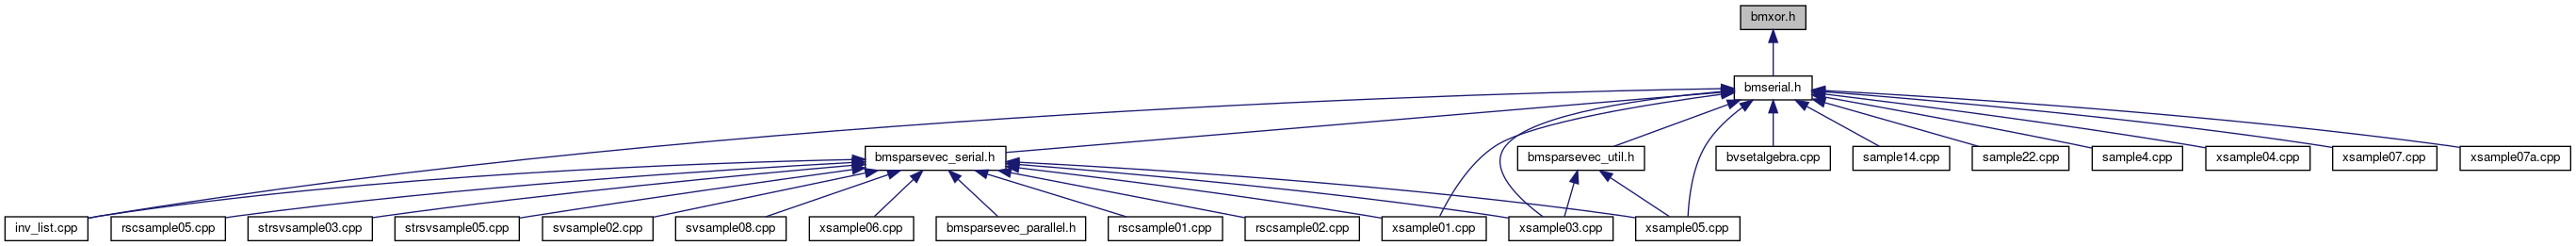 bmxor.h
bmserial.h
bmsparsevec_serial.h
bmsparsevec_util.h
bvsetalgebra.cpp
sample14.cpp
sample22.cpp
sample4.cpp
xsample04.cpp
xsample07.cpp
xsample07a.cpp
inv_list.cpp
rscsample05.cpp
strsvsample03.cpp
strsvsample05.cpp
svsample02.cpp
svsample08.cpp
xsample06.cpp
bmsparsevec_parallel.h
rscsample01.cpp
rscsample02.cpp
xsample01.cpp
xsample03.cpp
xsample05.cpp